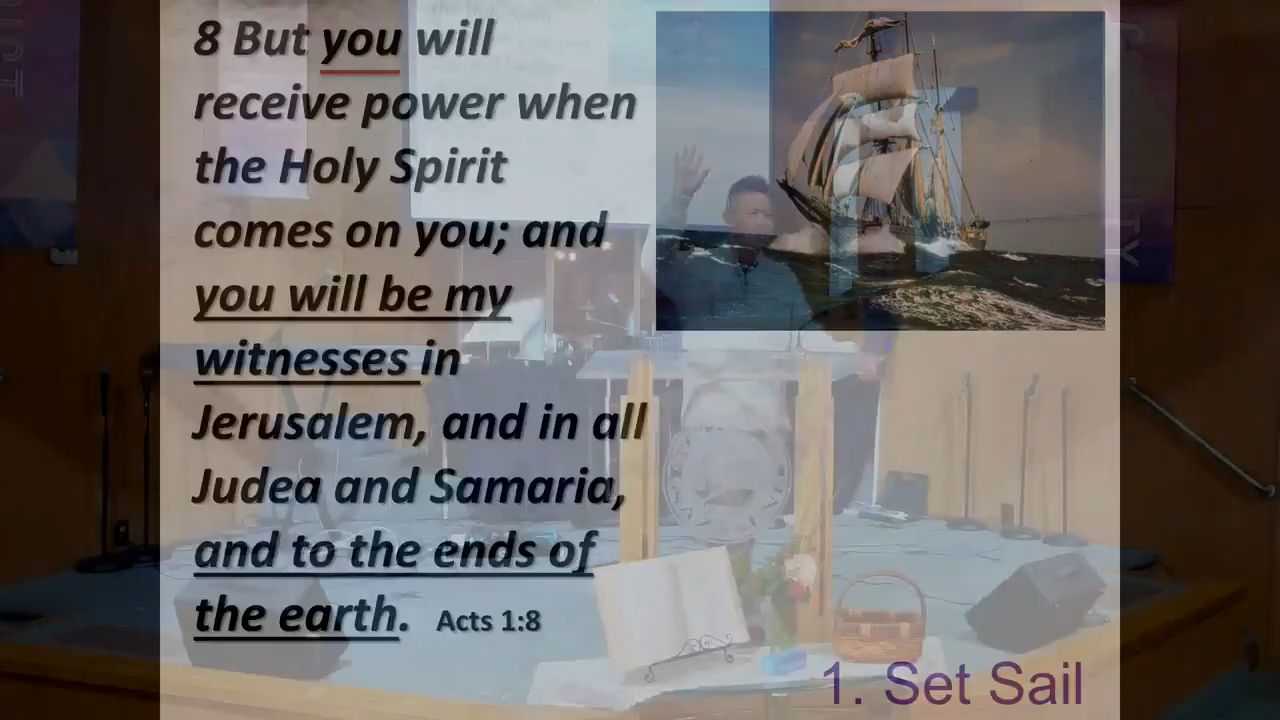 8 But you will
receive power when
the Holy Spirit
comes on you; and
you will be my
witnesses in
Jerusalem, and in all
Judea and Samaria,
and to the ends of
the earth. Acts 1:8
1. Set Sail